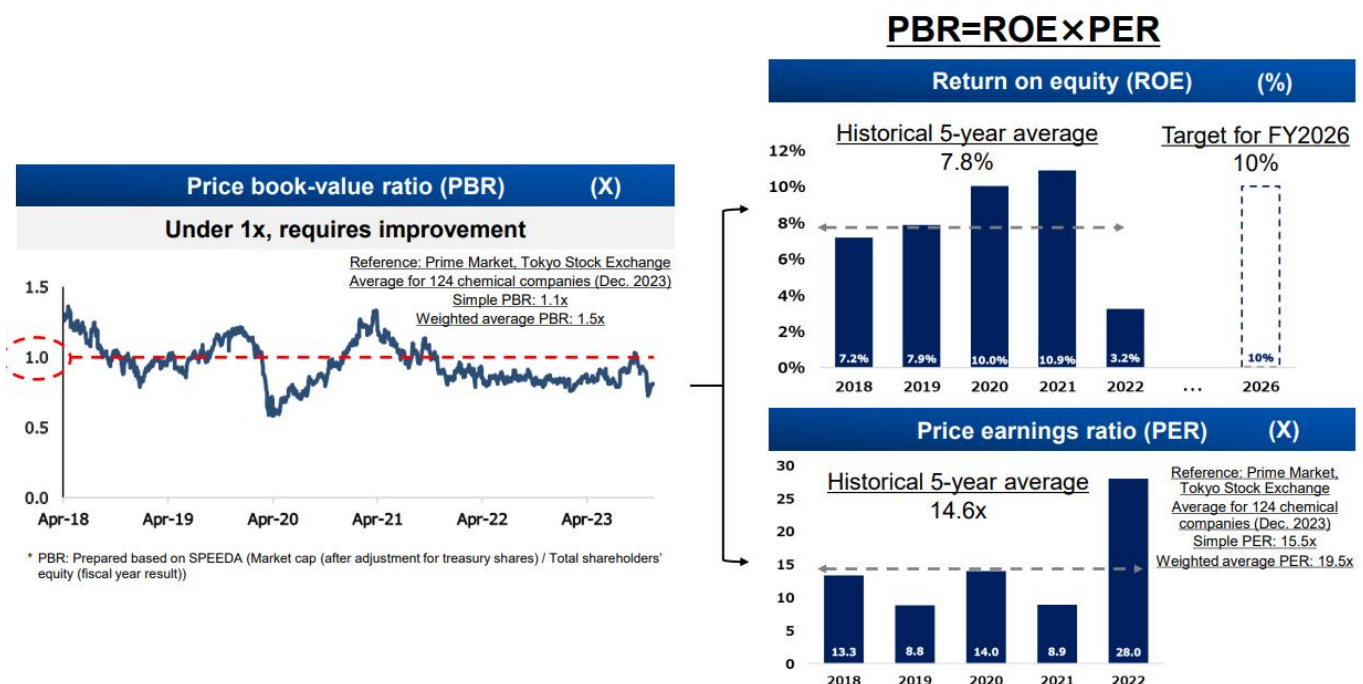 PBR=ROE×PER
Price book-value ratio (PBR) (X)
Under 1x, requires improvement
Reference: Prime Market, Tokyo Stock Exchange
Average for 124 chemical companies (Dec. 2023)
Simple PBR: 1.1x
Weighted average PBR: 1.5x
1.5
1.0
0.5
0.0
Apr-18 Apr-19 Apr-20 Apr-21 Apr-22 Apr-23
* PBR: Prepared based on SPEEDA (Market cap (after adjustment for treasury shares) / Total shareholders'
equity (fiscal year result))
Return on equity (ROE) (%)
Historical 5-year average
7.8%
Target for FY2026
10%
12%
10%
8%
6%
4%
2%
0%
7.2% 7.9% 10.0% 10.9% 3.2% 10%
2018 2019 2020 2021 2022 ... 2026
Price earnings ratio (PER) (X)
Historical 5-year average
14.6x
Reference: Prime Market,
Tokyo Stock Exchange
Average for 124 chemical
companies (Dec. 2023)
Simple PER: 15.5x
Weighted average PER: 19.5x
30
25
20
15
10
5
0
13.3 8.8 14.0 8.9 28.0
2018 2019 2020 2021 2022